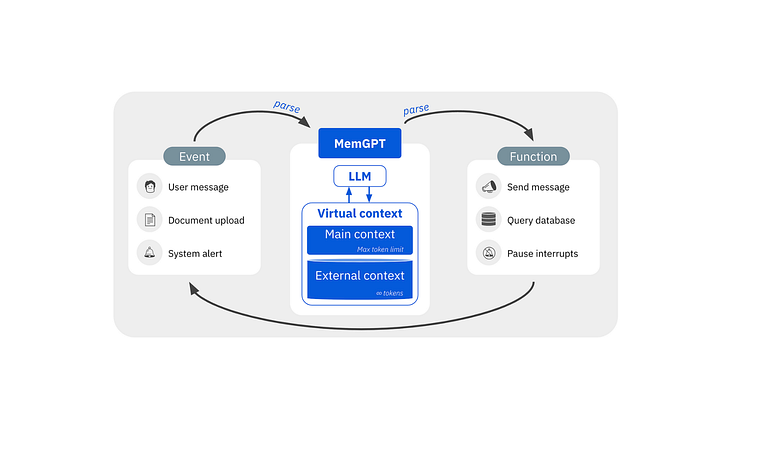 parse
parse
MemGPT
Event
User message
Document upload
System alert
LLM
Virtual context
Main context
Max token limit
External context
∞ tokens
Function
Send message
Query database
Pause interrupts